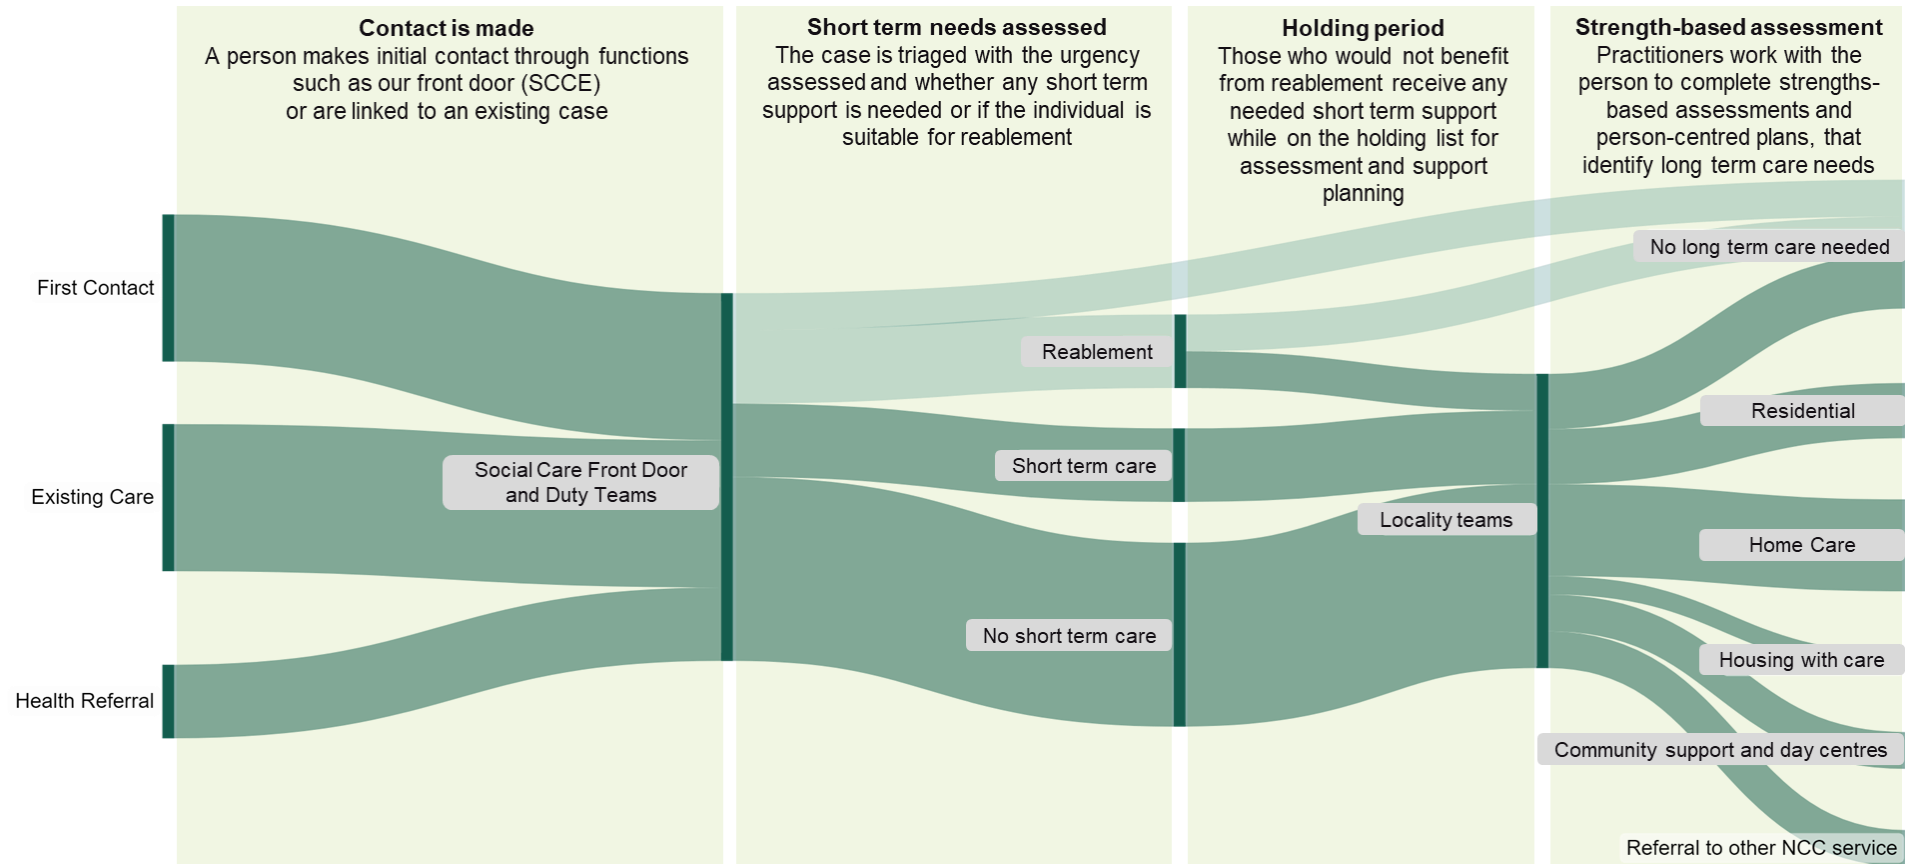 Contact is made
A person makes initial contact through functions
such as our front door (SCCE)
or are linked to an existing case
Short term needs assessed
The case is triaged with the urgency
assessed and whether any short term
support is needed or if the individual is
suitable for reablement
Holding period
Those who would not benefit
from reablement receive any
needed short term support
while on the holding list for
assessment and support
planning
Strength-based assessment
Practitioners work with the
person to complete strengths-
based assessments and
person-centred plans, that
identify long term care needs
First Contact
Existing Care
Health Referral
Social Care Front Door
and Duty Teams
Reablement
Short term care
No short term care
Locality teams
No long term care needed
Residential
Home Care
Housing with care
Community support and day centres
Referral to other NCC service